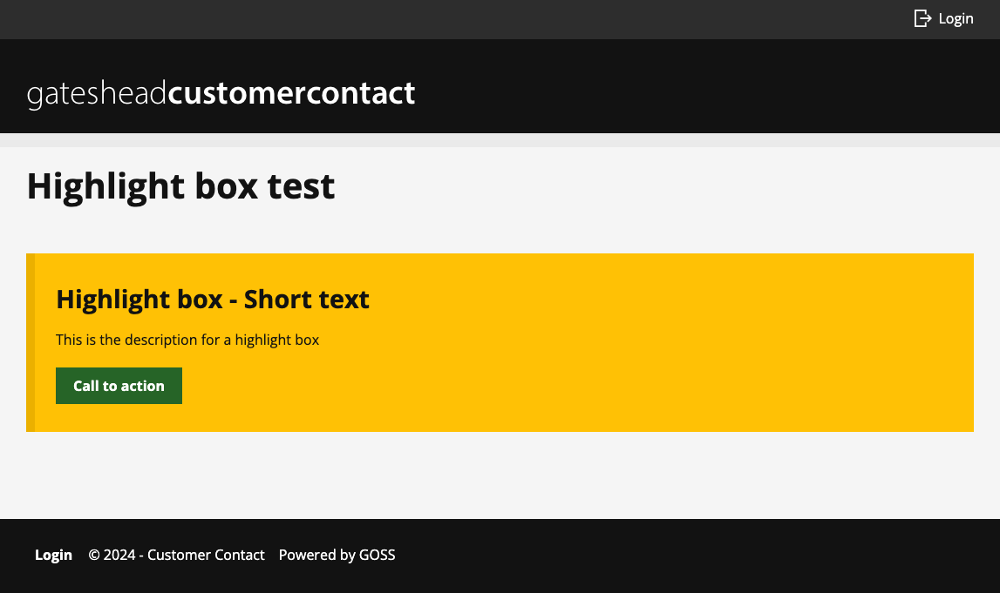 Login
gatesheadcustomercontact
Highlight box test
Highlight box - Short text
This is the description for a highlight box
Call to action
Login © 2024 - Customer Contact Powered by GOSS